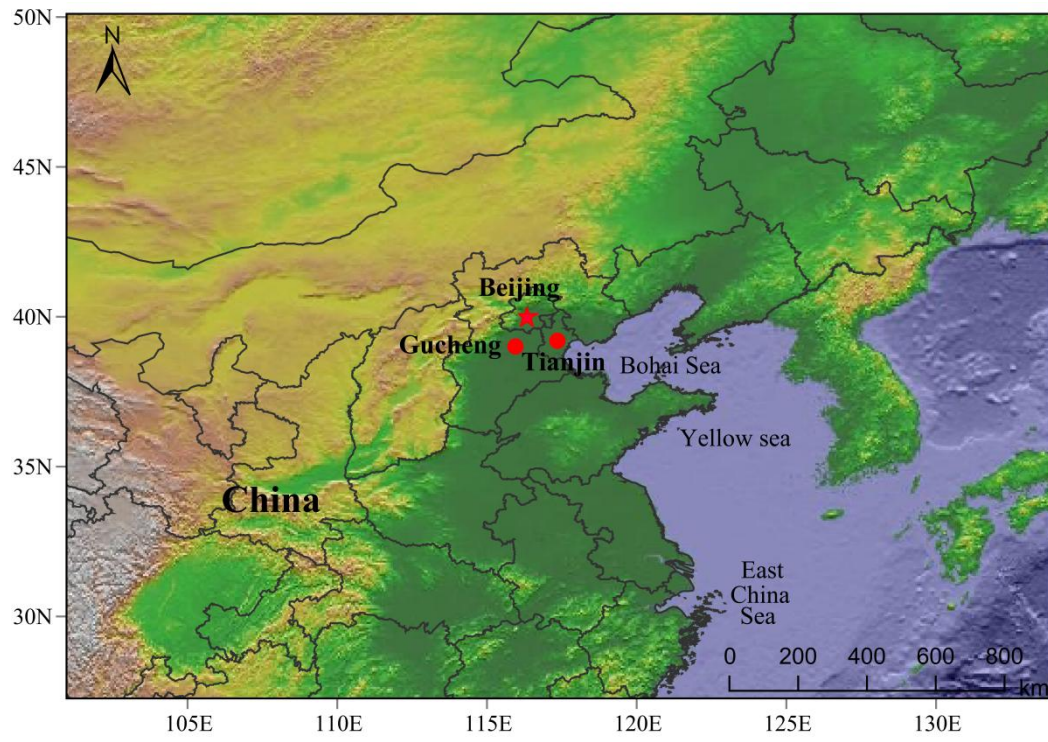 50N
N
45N
Beijing
40N
Gucheng
Tianjin
Bohai Sea
Yellow sea
35N
China
East
China
Sea
30N
0 200 400 600 800
km
105E 110E 115E 120E 125E 130E